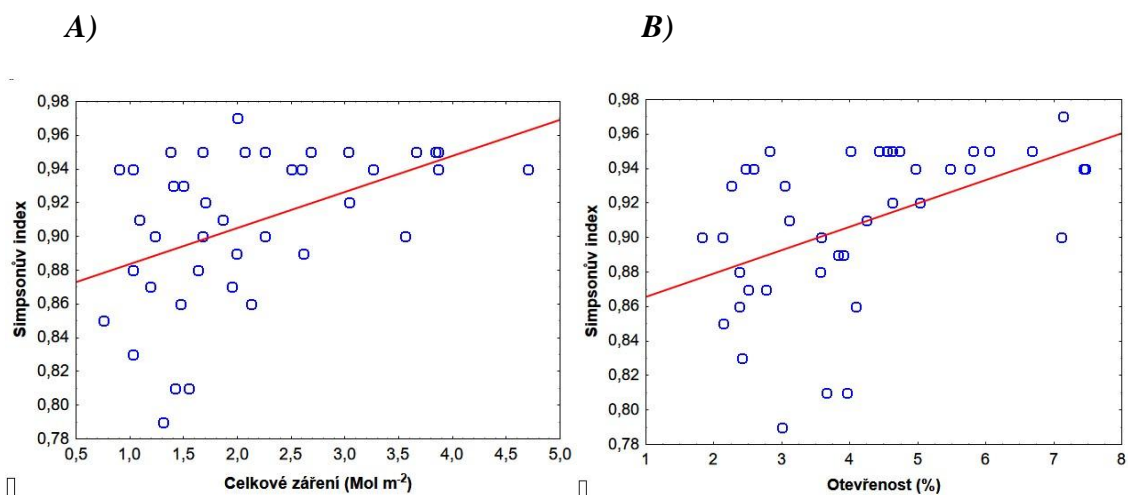 A)
B)
0,98
0,96
0,94
0,92
0,90
0,88
0,86
0,84
0,82
0,80
0,78
Simpsonův index
0,5 1,0 1,5 2,0 2,5 3,0 3,5 4,0 4,5 5,0
Celkové záření (Mol m⁻²)
0,98
0,96
0,94
0,92
0,90
0,88
0,86
0,84
0,82
0,80
0,78
Simpsonův index
1 2 3 4 5 6 7 8
Otevřenost (%)